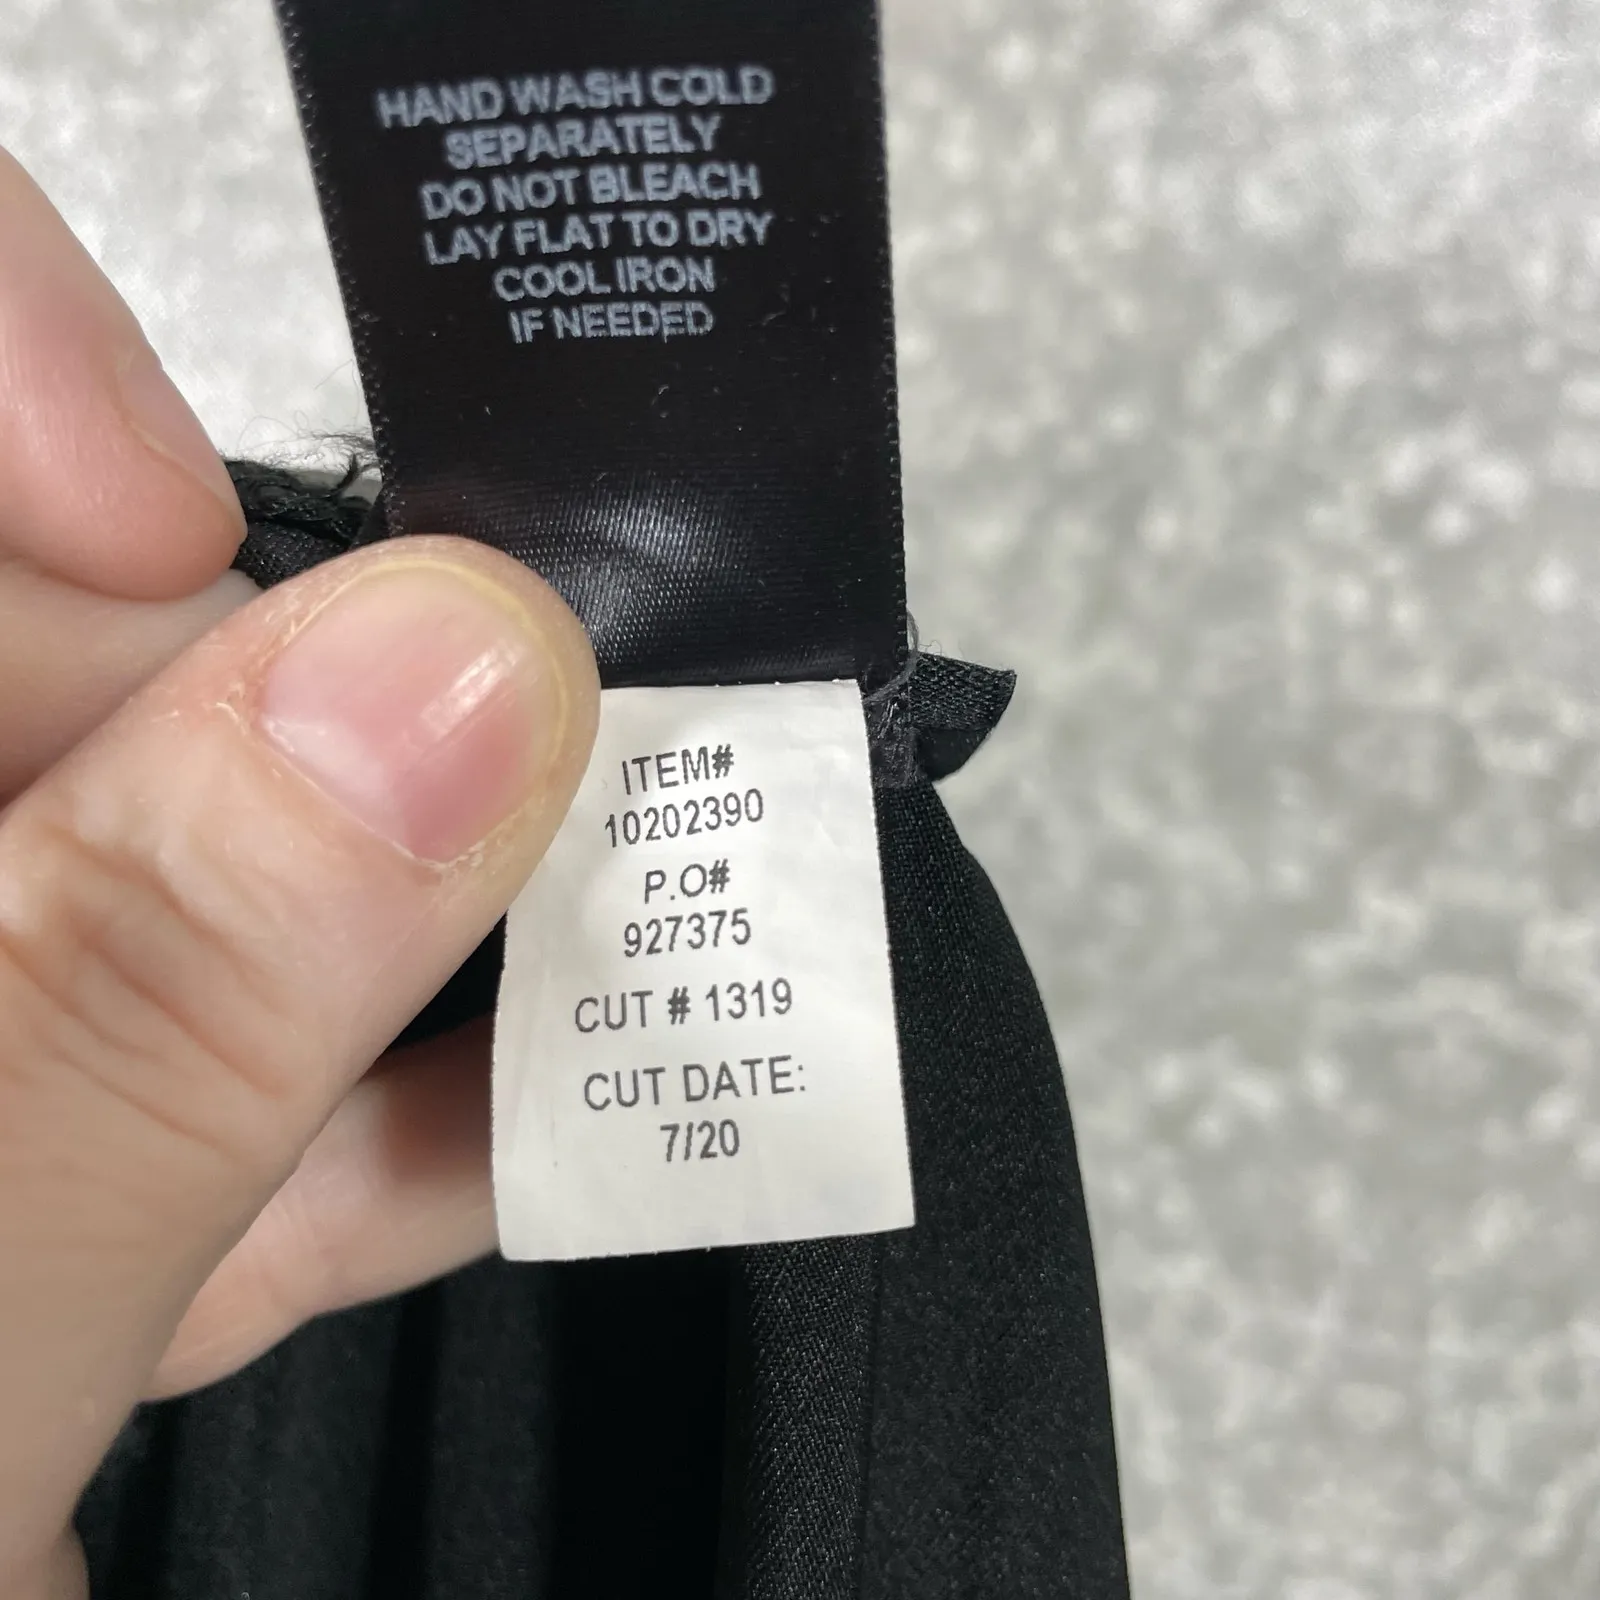 HAND WASH COLD
SEPARATELY
DO NOT BLEACH
LAY FLAT TO DRY
COOL IRON
IF NEEDED
ITEM#
10202390
P.O#
927375
CUT # 1319
CUT DATE:
7/20